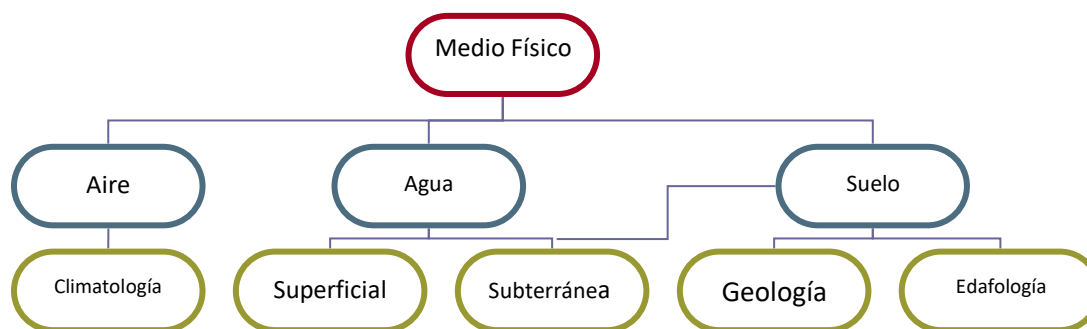 Medio Físico
Aire
Agua
Suelo
Climatología
Superficial
Subterránea
Geología
Edafología